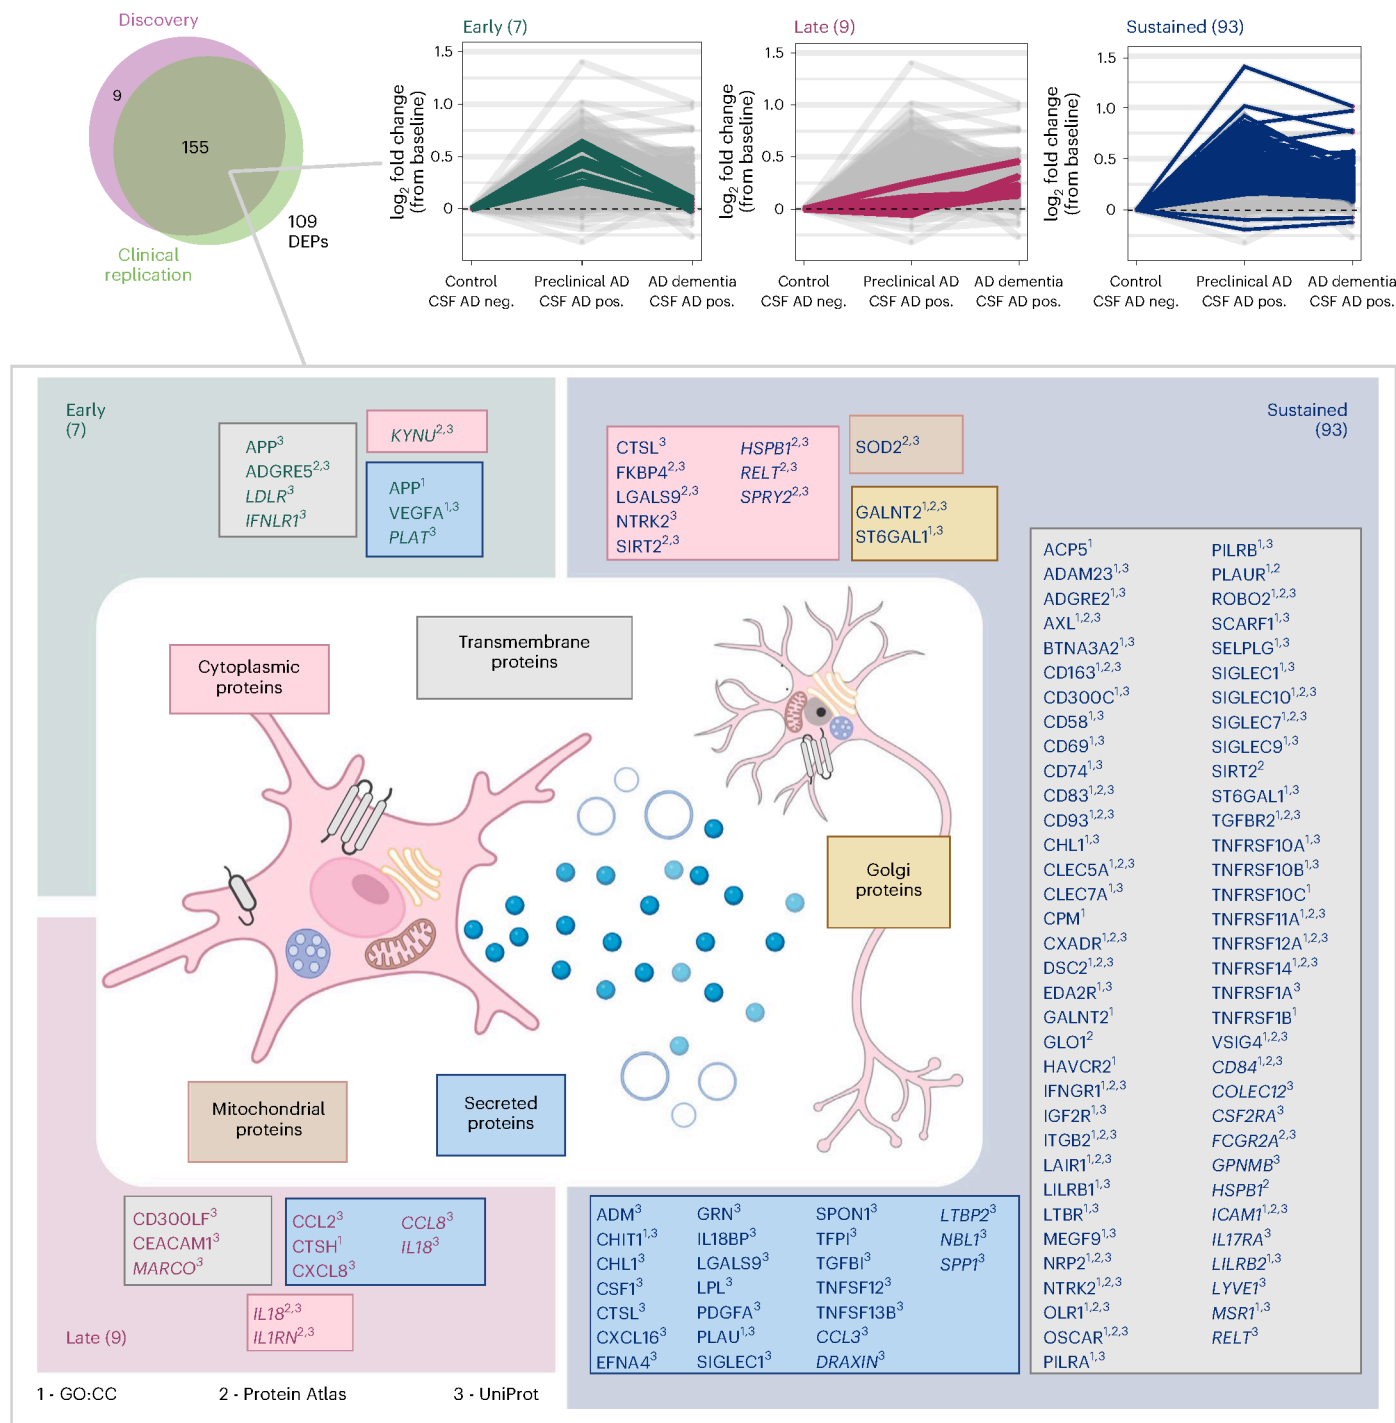 Discovery
9
155
109
DEPs
Clinical
replication
Early (7)
log2 fold change
(from baseline)
1.5
1.0
0.5
0
Control
CSF AD neg.
Preclinical AD
CSF AD pos.
AD dementia
CSF AD pos.
Late (9)
log2 fold change
(from baseline)
1.5
1.0
0.5
0
Control
CSF AD neg.
Preclinical AD
CSF AD pos.
AD dementia
CSF AD pos.
Sustained (93)
log2 fold change
(from baseline)
1.5
1.0
0.5
0
Control
CSF AD neg.
Preclinical AD
CSF AD pos.
AD dementia
CSF AD pos.
Early
(7)
APP3
ADGRE52,3
LDLR3
IFNLR13
KYNU2,3
APP1
VEGFA1,3
PLAT3
Sustained
(93)
CTSL3
FKBP42,3
LGALS92,3
NTRK23
SIRT22,3
HSPB12,3
RELT2,3
SPRY22,3
SOD22,3
GALNT21,2,3
ST6GAL11,3
ACP51
ADAM231,3
ADGRE21,3
AXL1,2,3
BTNA3A21,3
CD1631,2,3
CD300C1,3
CD581,3
CD691,3
CD741,3
CD831,2,3
CD931,2,3
CHL11,3
CLEC5A1,2,3
CLEC7A1,3
CPM1
CXADR1,2,3
DSC21,2,3
EDA2R1,3
GALNT21
GLO12
HAVCR21
IFNGR11,2,3
IGF2R1,3
ITGB21,2,3
LAIR11,2,3
LILRB11,3
LTBR1,3
MEGF91,3
NRP21,2,3
NTRK21,2,3
OLR11,2,3
OSCAR1,2,3
PILRA1,3
PILRB1,3
PLAUR1,2
ROBO21,2,3
SCARF11,3
SELPLG1,3
SIGLEC11,3
SIGLEC101,2,3
SIGLEC71,2,3
SIGLEC91,3
SIRT22
ST6GAL11,3
TGFBR21,2,3
TNFRSF10A1,3
TNFRSF10B1,3
TNFRSF10C1
TNFRSF11A1,2,3
TNFRSF12A1,2,3
TNFRSF141,2,3
TNFRSF1A3
TNFRSF1B1
VSIG41,2,3
CD841,2,3
COLEC123
CSF2RA3
FCGR2A2,3
GPNMB3
HSPB12
ICAM11,2,3
IL17RA3
LILRB21,3
LYVE13
MSR11,3
RELT3
Cytoplasmic
proteins
Transmembrane
proteins
Golgi
proteins
Mitochondrial
proteins
Secreted
proteins
CD300LF3
CEACAM13
MARCO3
CCL23
CTSH1
CXCL83
CCL83
IL183
IL182,3
IL1RN2,3
Late (9)
ADM3
CHIT11,3
CHL13
CSF13
CTSL3
CXCL163
EFNA43
GRN3
IL18BP3
LGALS93
LPL3
PDGFA3
PLAU1,3
SIGLEC13
SPON13
TFPI3
TGFBI3
TNFSF123
TNFSF13B3
CCL33
DRAXIN3
LTBP23
NBL13
SPP13
1 - GO:CC
2 - Protein Atlas
3 - UniProt